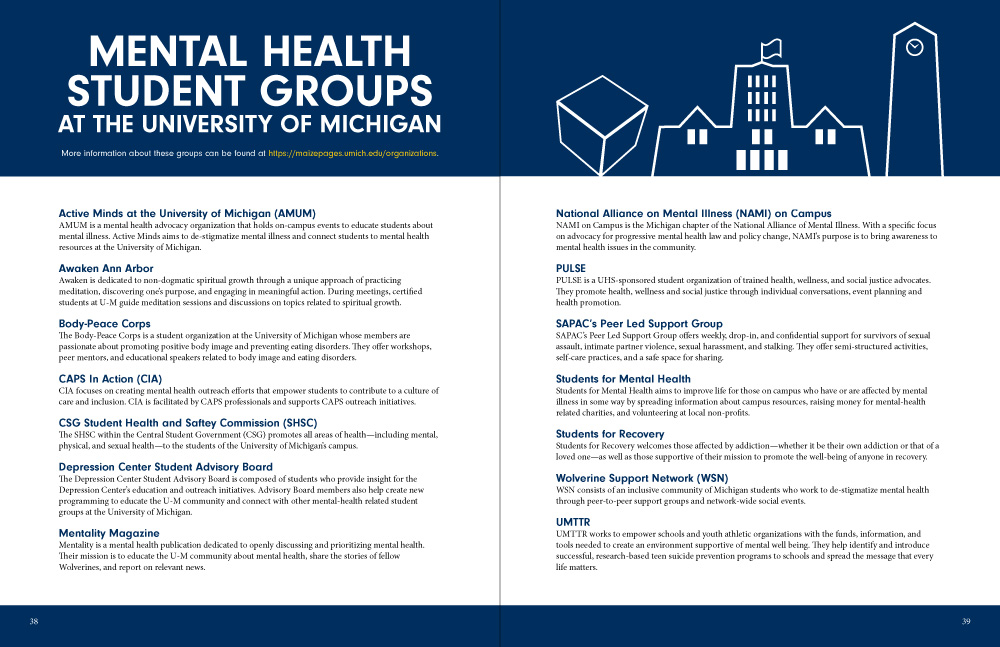 MENTAL HEALTH
STUDENT GROUPS
AT THE UNIVERSITY OF MICHIGAN
More information about these groups can be found at https://maizepages.umich.edu/organizations.
Active Minds at the University of Michigan (AMUM)
AMUM is a mental health advocacy organization that holds on-campus events to educate students about
mental illness. Active Minds aims to de-stigmatize mental illness and connect students to mental health
resources at the University of Michigan.
Awaken Ann Arbor
Awaken is dedicated to non-dogmatic spiritual growth through a unique approach of practicing
meditation, discovering one's purpose, and engaging in meaningful action. During meetings, certified
students at U-M guide meditation sessions and discussions on topics related to spiritual growth.
Body-Peace Corps
The Body-Peace Corps is a student organization at the University of Michigan whose members are
passionate about promoting positive body image and preventing eating disorders. They offer workshops,
peer mentors, and educational speakers related to body image and eating disorders.
CAPS In Action (CIA)
CIA focuses on creating mental health outreach efforts that empower students to contribute to a culture of
care and inclusion. CIA is facilitated by CAPS professionals and supports CAPS outreach initiatives.
CSG Student Health and Saftey Commission (SHSC)
The SHSC within the Central Student Government (CSG) promotes all areas of health—including mental,
physical, and sexual health—to the students of the University of Michigan's campus.
Depression Center Student Advisory Board
The Depression Center Student Advisory Board is composed of students who provide insight for the
Depression Center's education and outreach initiatives. Advisory Board members also help create new
programming to educate the U-M community and connect with other mental-health related student
groups at the University of Michigan.
Mentality Magazine
Mentality is a mental health publication dedicated to openly discussing and prioritizing mental health.
Their mission is to educate the U-M community about mental health, share the stories of fellow
Wolverines, and report on relevant news.
38
National Alliance on Mental Illness (NAMI) on Campus
NAMI on Campus is the Michigan chapter of the National Alliance of Mental Illness. With a specific focus
on advocacy for progressive mental health law and policy change, NAMI's purpose is to bring awareness to
mental health issues in the community.
PULSE
PULSE is a UHS-sponsored student organization of trained health, wellness, and social justice advocates.
They promote health, wellness and social justice through individual conversations, event planning and
health promotion.
SAPAC's Peer Led Support Group
SAPAC's Peer Led Support Group offers weekly, drop-in, and confidential support for survivors of sexual
assault, intimate partner violence, sexual harassment, and stalking. They offer semi-structured activities,
self-care practices, and a safe space for sharing.
Students for Mental Health
Students for Mental Health aims to improve life for those on campus who have or are affected by mental
illness in some way by spreading information about campus resources, raising money for mental-health
related charities, and volunteering at local non-profits.
Students for Recovery
Students for Recovery welcomes those affected by addiction—whether it be their own addiction or that of a
loved one—as well as those supportive of their mission to promote the well-being of anyone in recovery.
Wolverine Support Network (WSN)
WSN consists of an inclusive community of Michigan students who work to de-stigmatize mental health
through peer-to-peer support groups and network-wide social events.
UMTTR
UMTTR works to empower schools and youth athletic organizations with the funds, information, and
tools needed to create an environment supportive of mental well being. They help identify and introduce
successful, research-based teen suicide prevention programs to schools and spread the message that every
life matters.
39